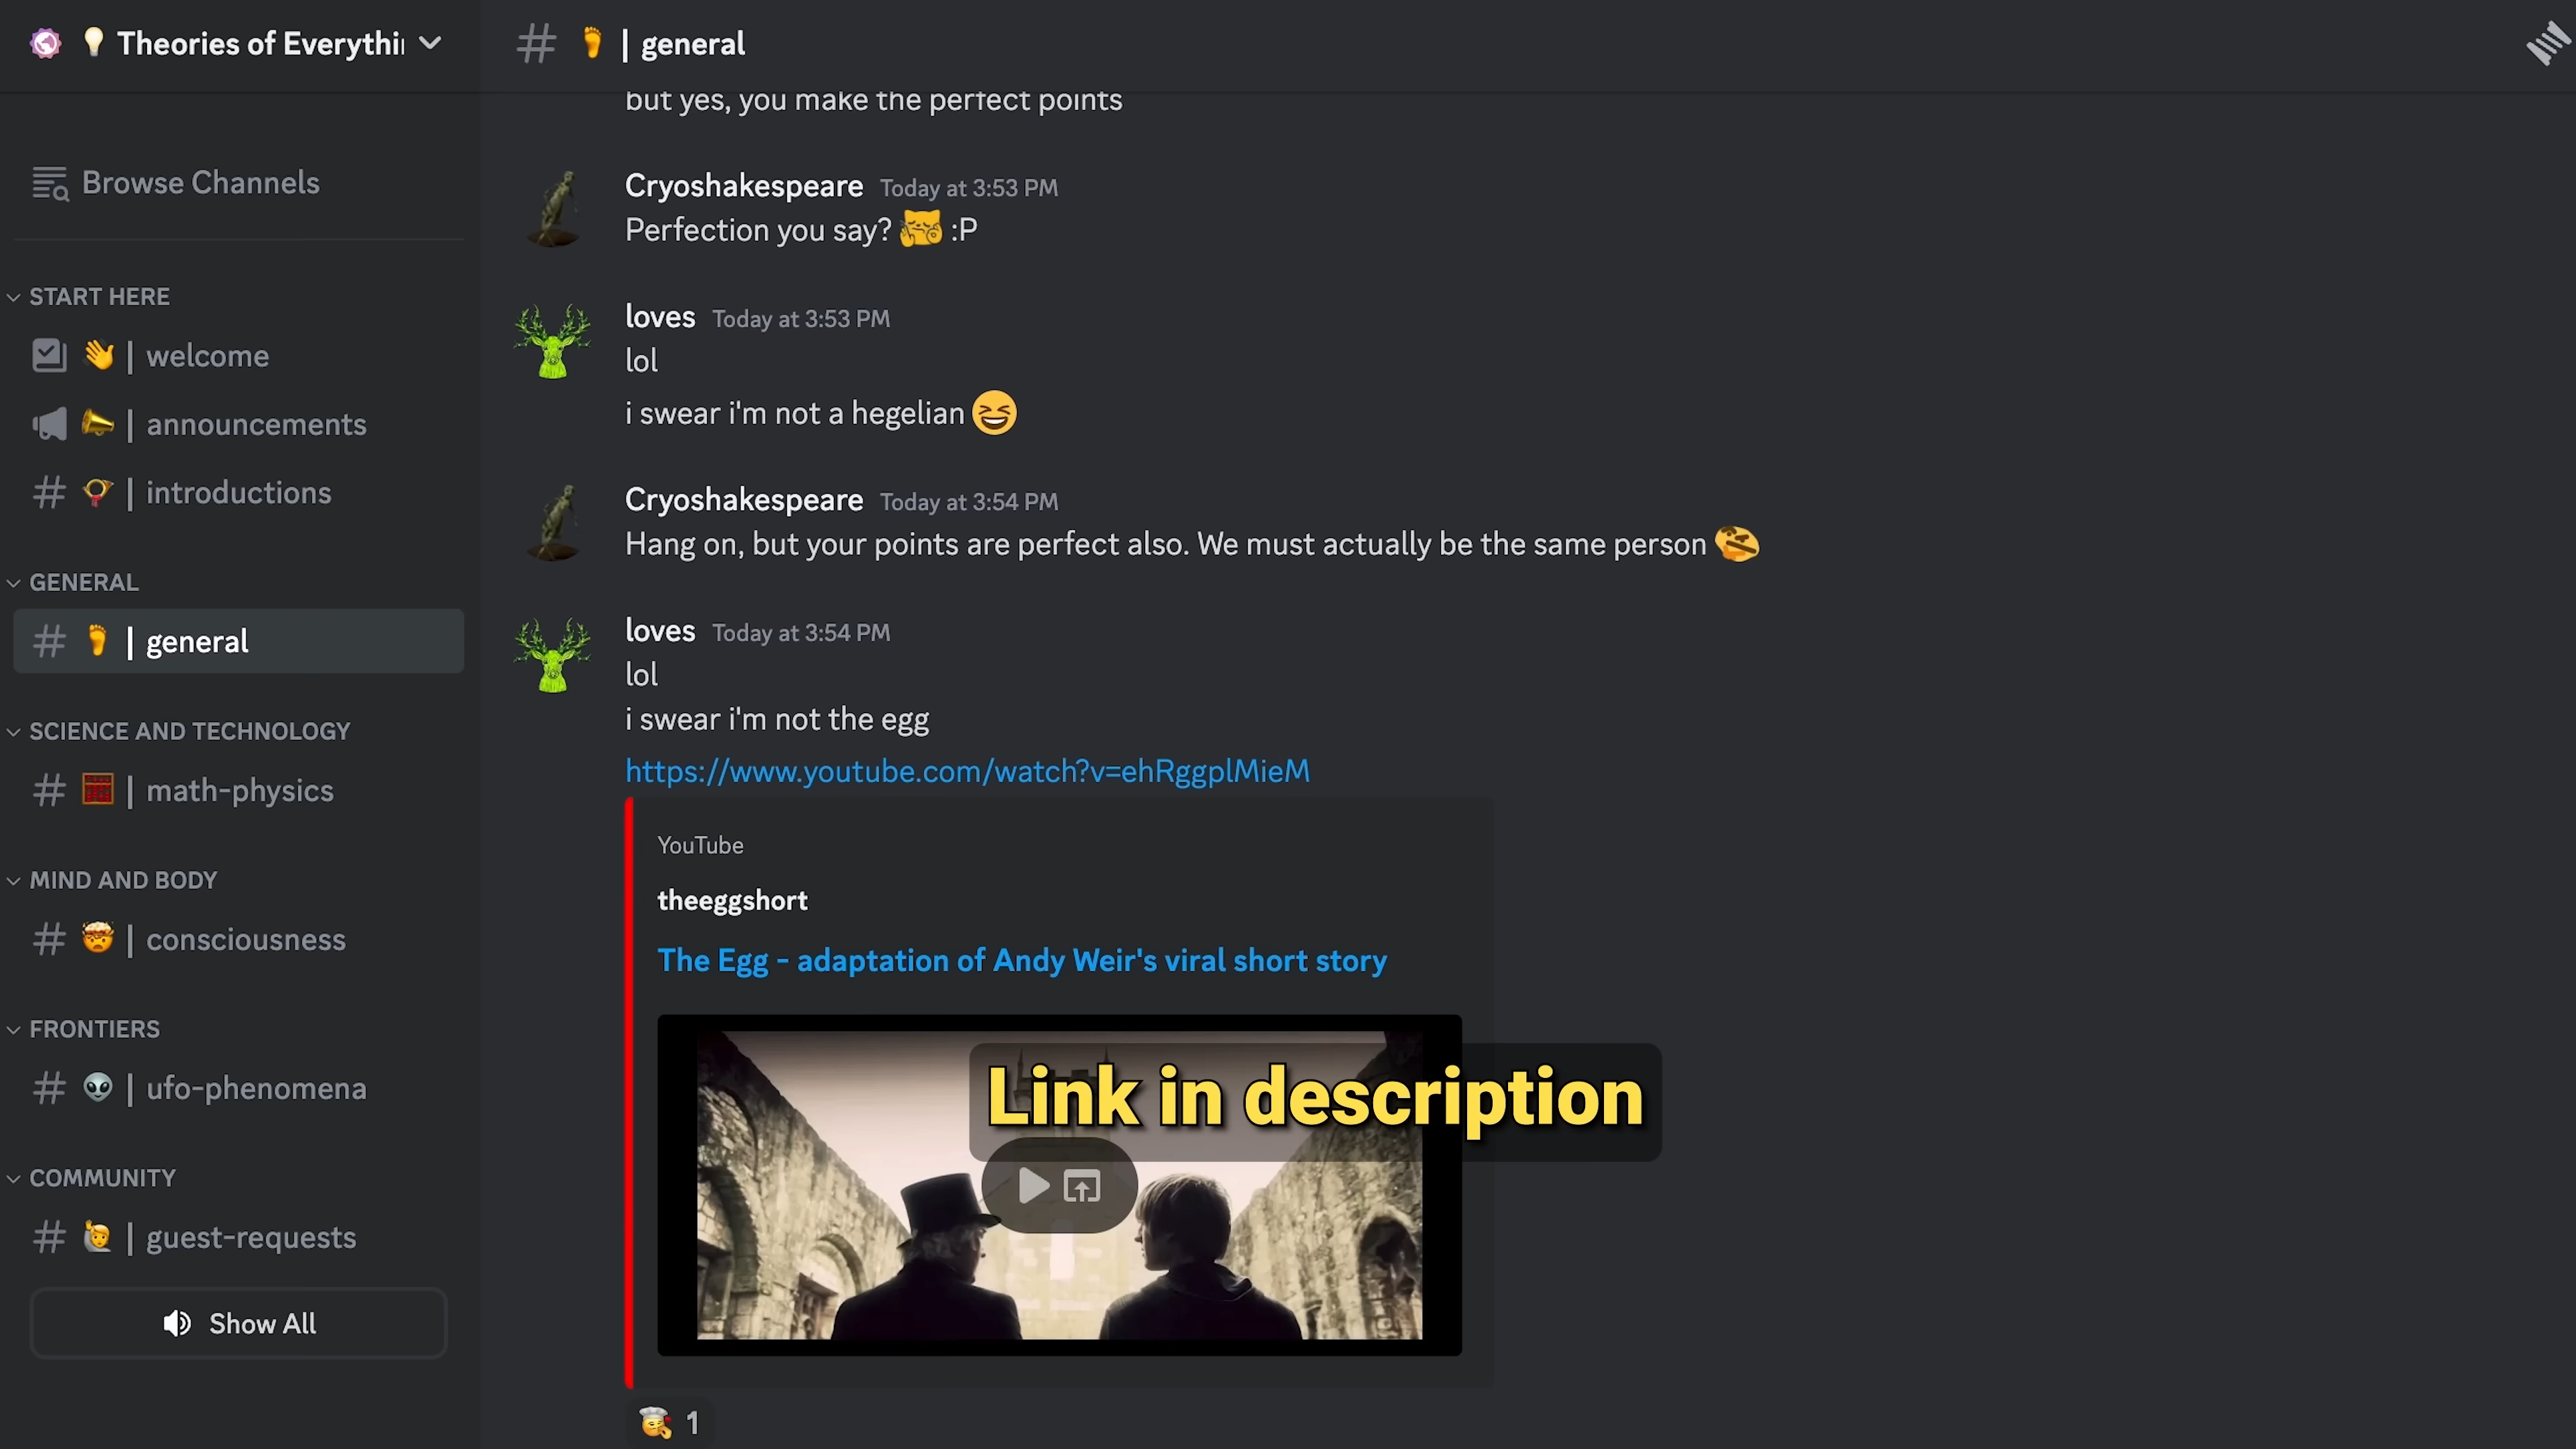 Theories of Everythin
Browse Channels
START HERE
| welcome
| announcements
| introductions
GENERAL
| general
SCIENCE AND TECHNOLOGY
| math-physics
MIND AND BODY
| consciousness
FRONTIERS
| ufo-phenomena
COMMUNITY
| guest-requests
Show All
| general
but yes, you make the perfect points
Cryoshakespeare Today at 3:53 PM
Perfection you say? :P
loves Today at 3:53 PM
lol
i swear i'm not a hegelian
Cryoshakespeare Today at 3:54 PM
Hang on, but your points are perfect also. We must actually be the same person
loves Today at 3:54 PM
lol
i swear i'm not the egg
https://www.youtube.com/watch?v=ehRggplMieM
YouTube
theeggshort
The Egg - adaptation of Andy Weir's viral short story
Link in description
1